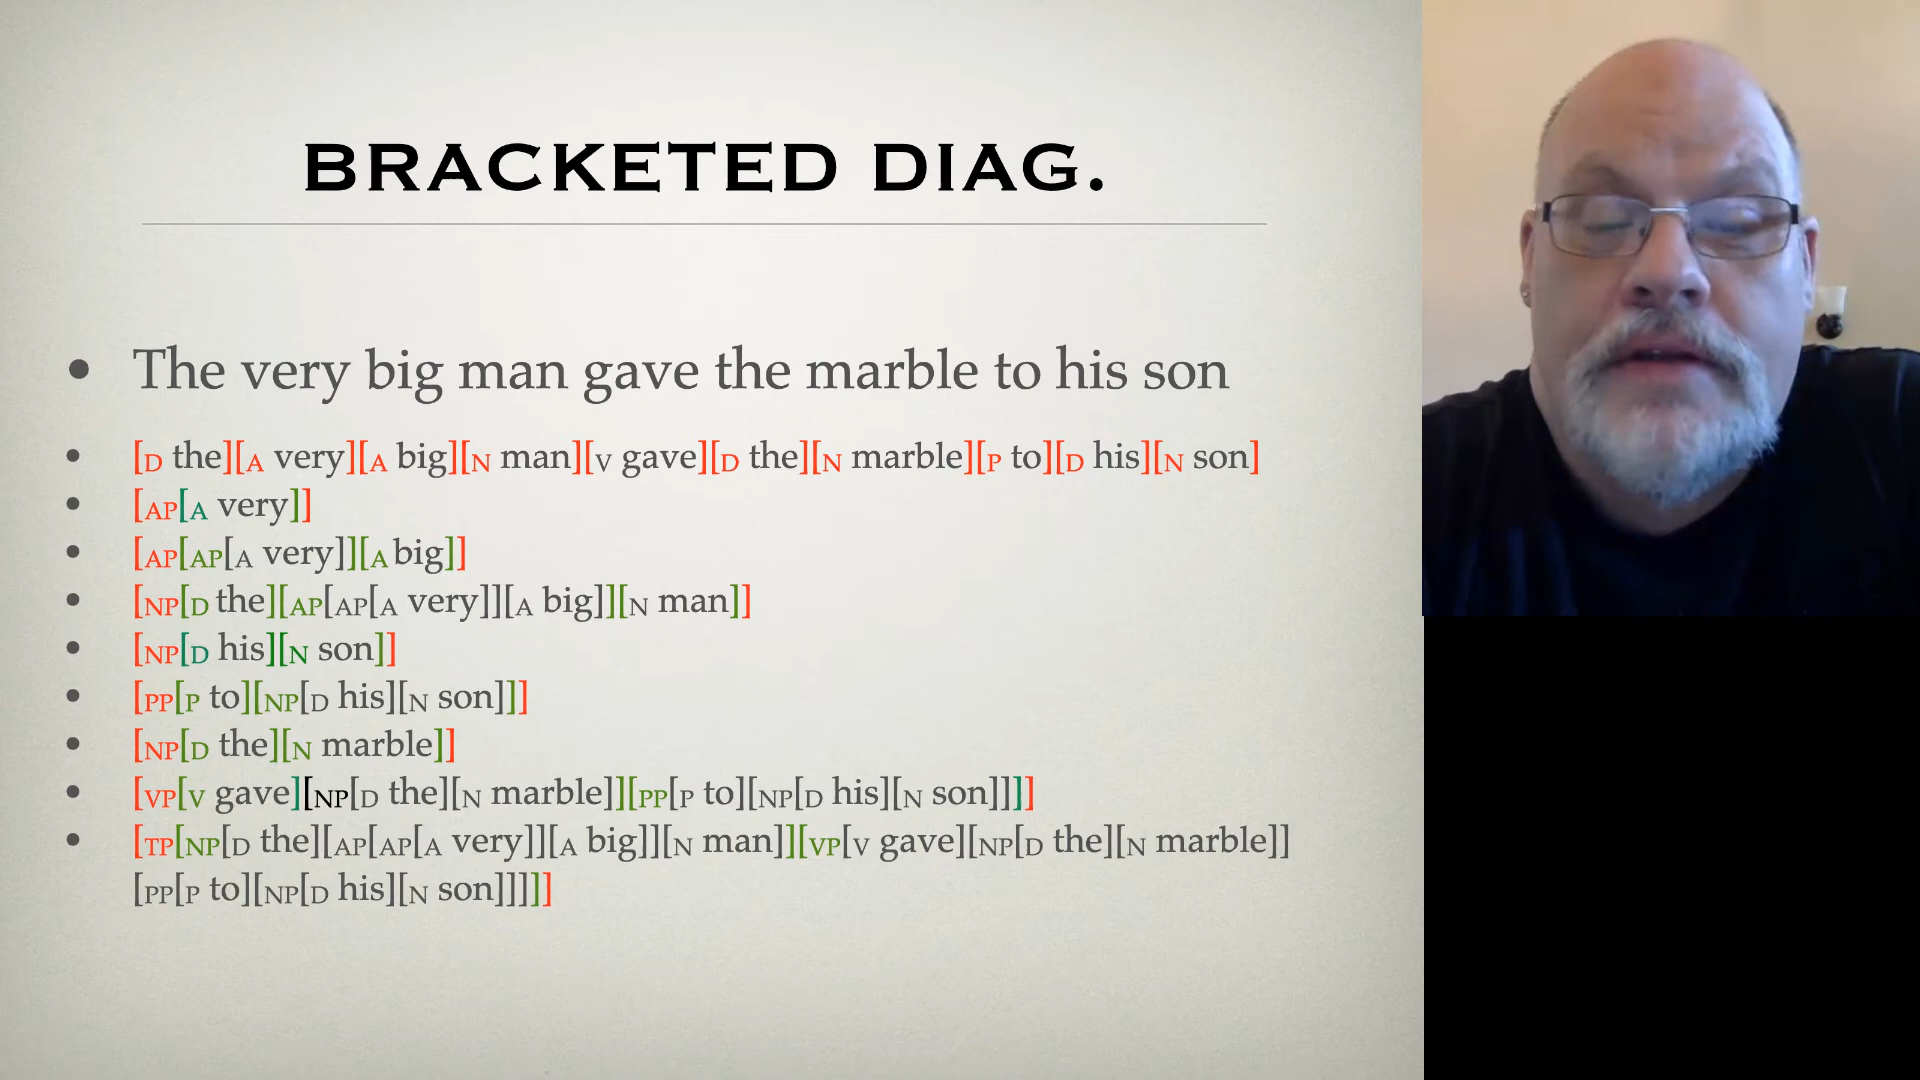 BRACKETED DIAG.
• The very big man gave the marble to his son
• [D the][A very][A big][N man][V gave][D the][N marble][P to][D his][N son]
• [AP[A very]]
• [AP[AP[A very]][A big]]
• [NP[D the][AP[AP[A very]][A big]][N man]]
• [NP[D his][N son]]
• [PP[P to][NP[D his][N son]]]
• [NP[D the][N marble]]
• [VP[V gave][NP[D the][N marble]][PP[P to][NP[D his][N son]]]]
• [TP[NP[D the][AP[AP[A very]][A big]][N man]][VP[V gave][NP[D the][N marble]]
[PP[P to][NP[D his][N son]]]]]